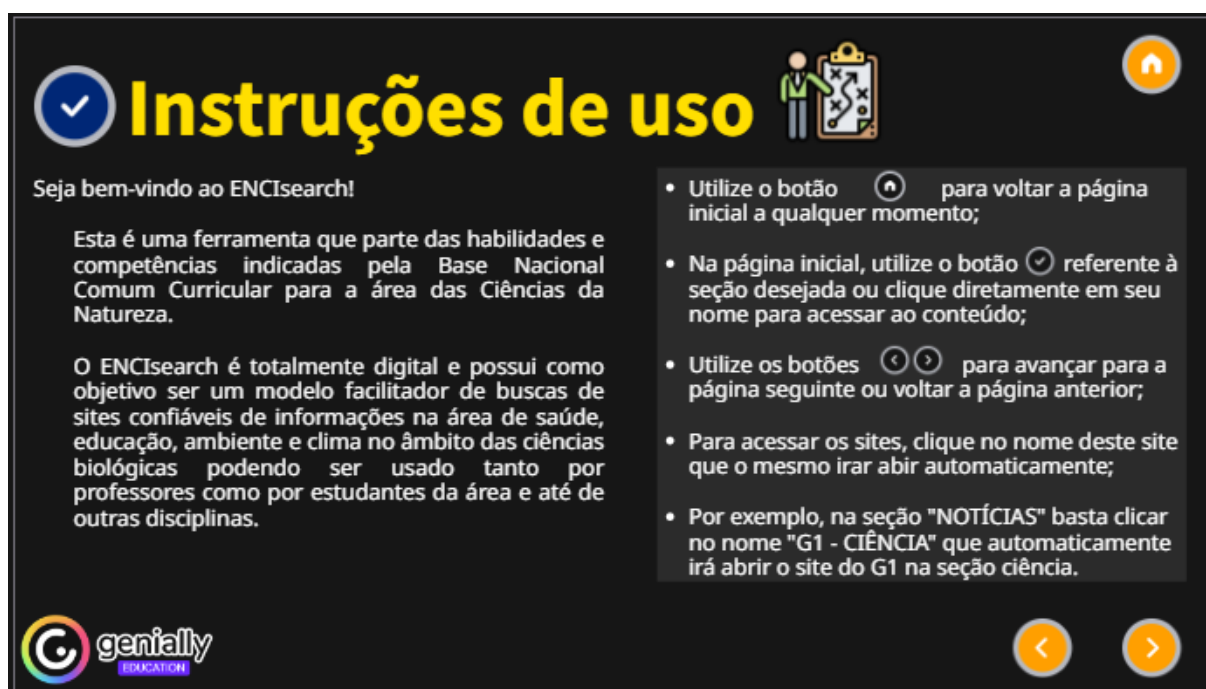 Instruções de uso
Seja bem-vindo ao ENCIsearch!
Esta é uma ferramenta que parte das habilidades e
competências indicadas pela Base Nacional
Comum Curricular para a área das Ciências da
Natureza.
O ENCIsearch é totalmente digital e possui como
objetivo ser um modelo facilitador de buscas de
sites confiáveis de informações na área de saúde,
educação, ambiente e clima no âmbito das ciências
biológicas podendo ser usado tanto por
professores como por estudantes da área e até de
outras disciplinas.
• Utilize o botão para voltar a página
inicial a qualquer momento;
• Na página inicial, utilize o botão referente à
seção desejada ou clique diretamente em seu
nome para acessar ao conteúdo;
• Utilize os botões para avançar para a
página seguinte ou voltar a página anterior;
• Para acessar os sites, clique no nome deste site
que o mesmo irar abir automaticamente;
• Por exemplo, na seção "NOTÍCIAS" basta clicar
no nome "G1 - CIÊNCIA" que automaticamente
irá abrir o site do G1 na seção ciência.
genially
EDUCATION